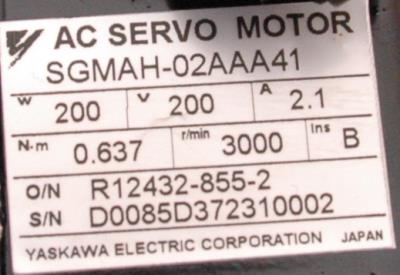 AC SERVO MOTOR
SGMAH-02AAA41
W 200 V 200 A 2.1
N·m 0.637 r/min 3000 Ins B
O/N R12432-855-2
S/N D0085D372310002
YASKAWA ELECTRIC CORPORATION JAPAN